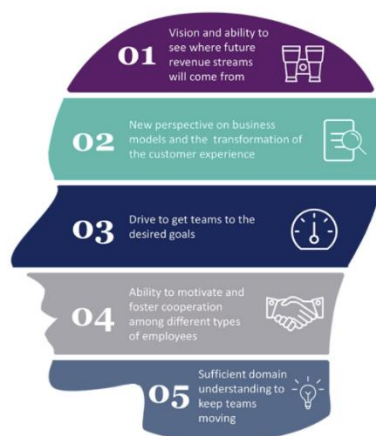 01
Vision and ability to
see where future
revenue streams
will come from
02
New perspective on business
models and the transformation of
the customer experience
03
Drive to get teams to the
desired goals
04
Ability to motivate and
foster cooperation
among different types
of employees
05
Sufficient domain
understanding to
keep teams
moving